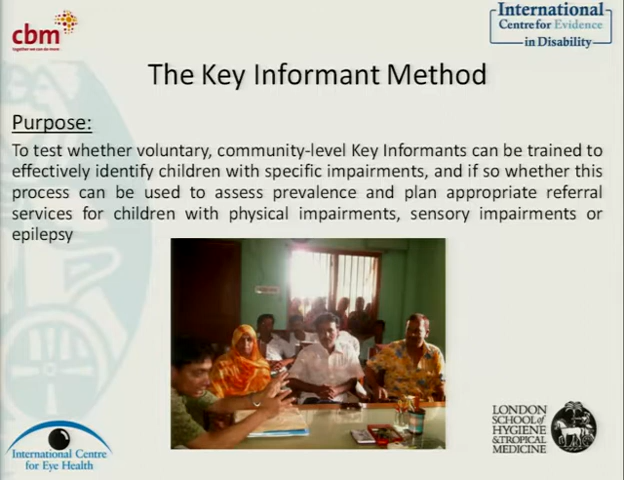 cbm
together we can do more
International
Centre for Evidence
in Disability
The Key Informant Method
Purpose:
To test whether voluntary, community-level Key Informants can be trained to
effectively identify children with specific impairments, and if so whether this
process can be used to assess prevalence and plan appropriate referral
services for children with physical impairments, sensory impairments or
epilepsy
International Centre
for Eye Health
LONDON
SCHOOL of
HYGIENE
& TROPICAL
MEDICINE